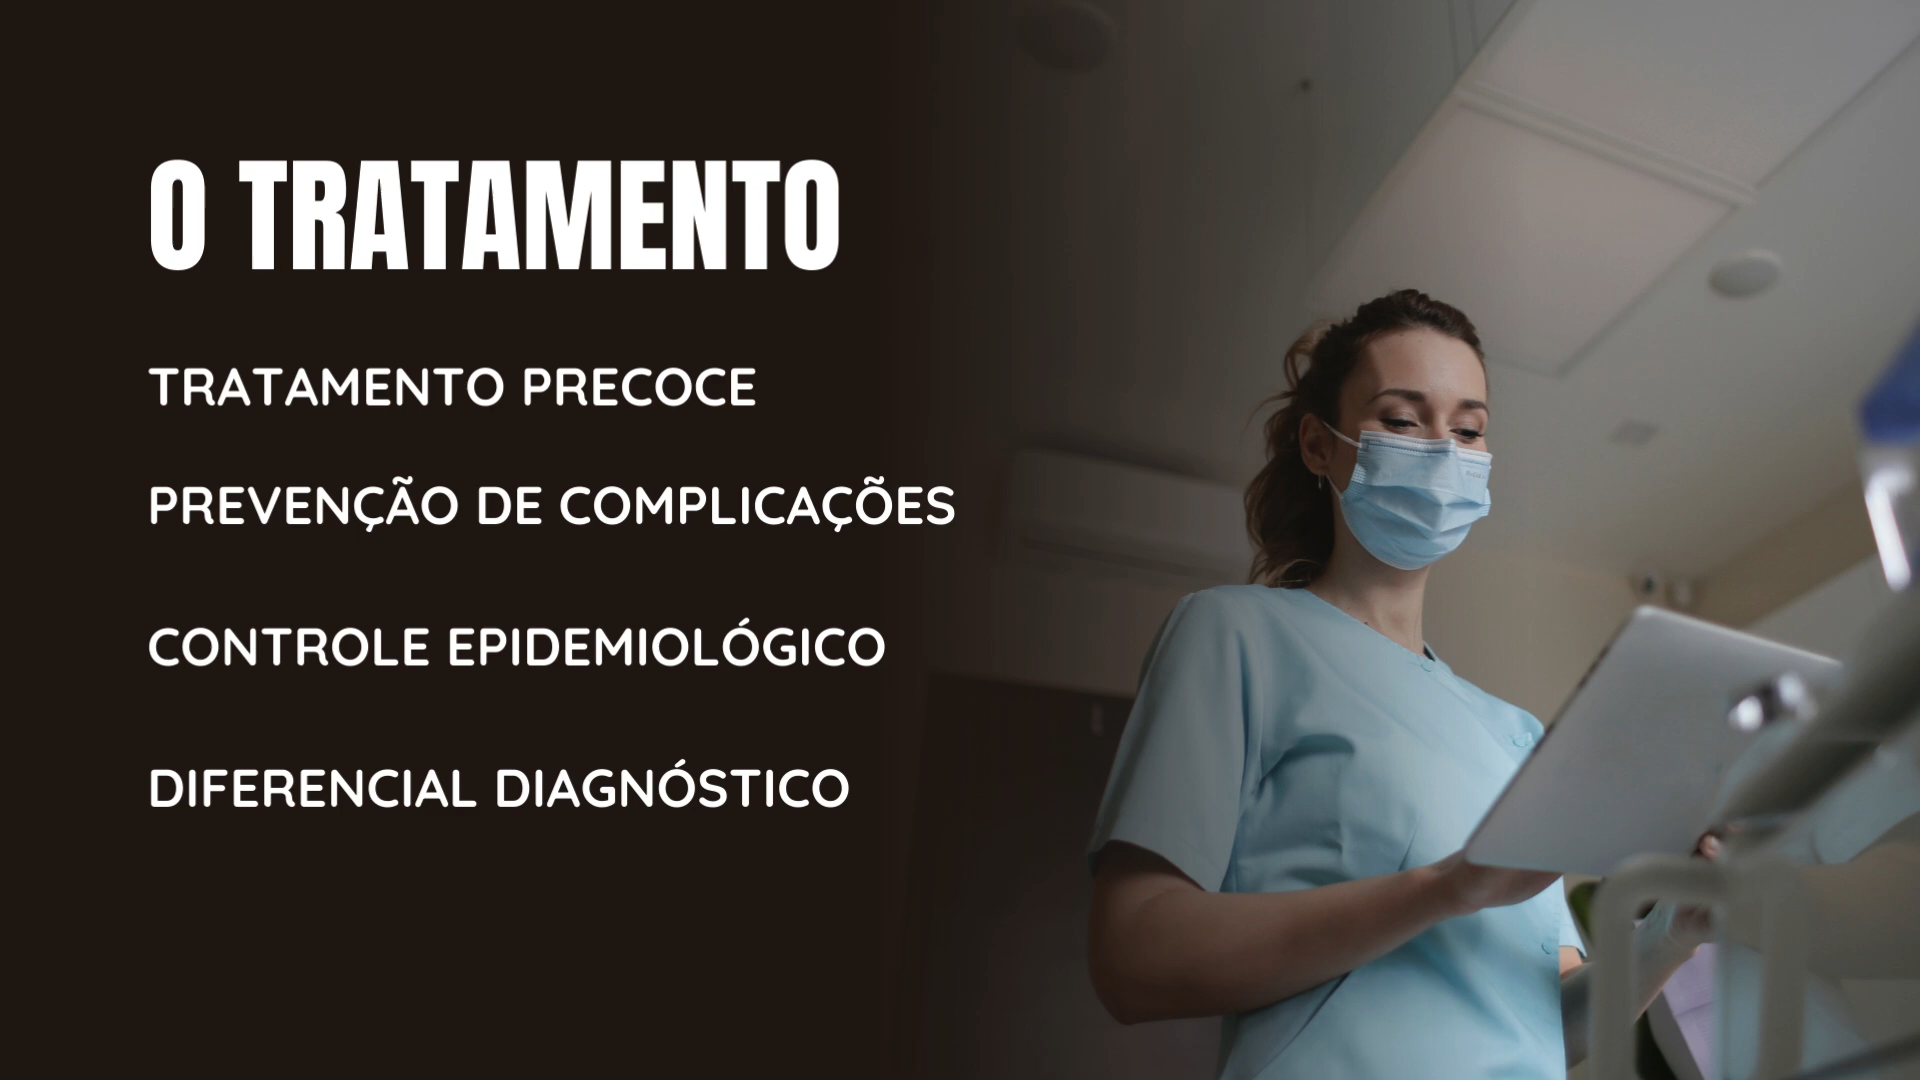 O TRATAMENTO
TRATAMENTO PRECOCE
PREVENÇÃO DE COMPLICAÇÕES
CONTROLE EPIDEMIOLÓGICO
DIFERENCIAL DIAGNÓSTICO